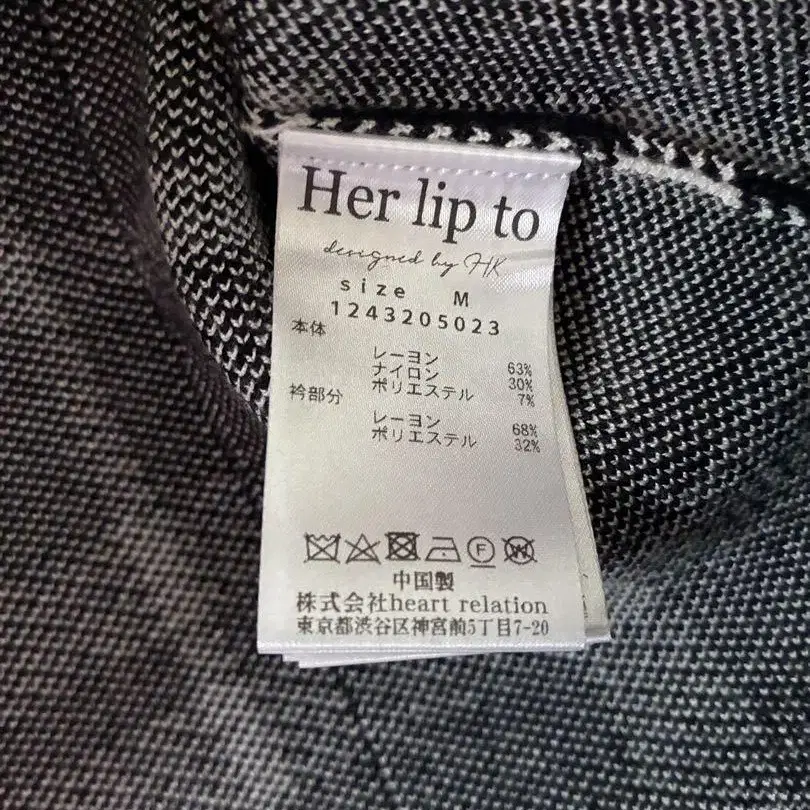 Her lip to
designed by HK
size M
1243205023
本体
レーヨン 63%
ナイロン 30%
ポリエステル 7%
衿部分
レーヨン 68%
ポリエステル 32%
F W
中国製
株式会社heart relation
東京都渋谷区神宮前5丁目7-20